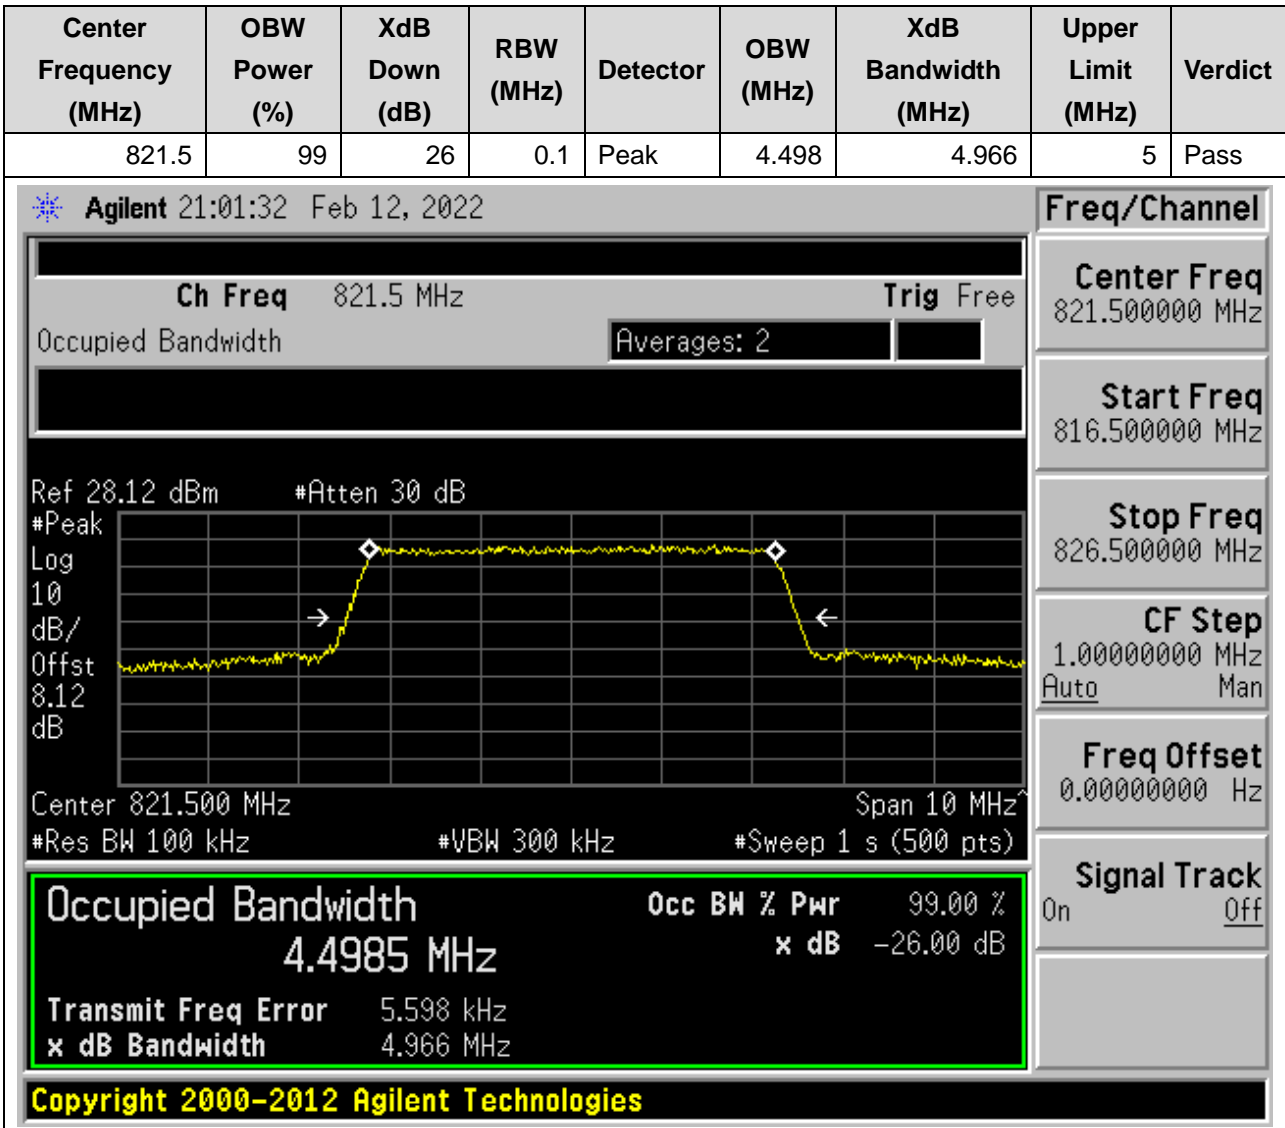 Center Frequency (MHz) OBW Power (%) XdB Down (dB) RBW (MHz) Detector OBW (MHz) XdB Bandwidth (MHz) Upper Limit (MHz) Verdict
821.5 99 26 0.1 Peak 4.498 4.966 5 Pass
Agilent 21:01:32 Feb 12, 2022
Ch Freq 821.5 MHz Trig Free
Occupied Bandwidth Averages: 2
Ref 28.12 dBm #Atten 30 dB
#Peak
Log
10
dB/
Offst
8.12
dB
Center 821.500 MHz Span 10 MHz^
#Res BW 100 kHz #VBW 300 kHz #Sweep 1 s (500 pts)
Occupied Bandwidth Occ BW % Pwr 99.00 %
4.4985 MHz x dB -26.00 dB
Transmit Freq Error 5.598 kHz
x dB Bandwidth 4.966 MHz
Copyright 2000-2012 Agilent Technologies
Freq/Channel
Center Freq
821.500000 MHz
Start Freq
816.500000 MHz
Stop Freq
826.500000 MHz
CF Step
1.00000000 MHz
Auto Man
Freq Offset
0.00000000 Hz
Signal Track
On Off